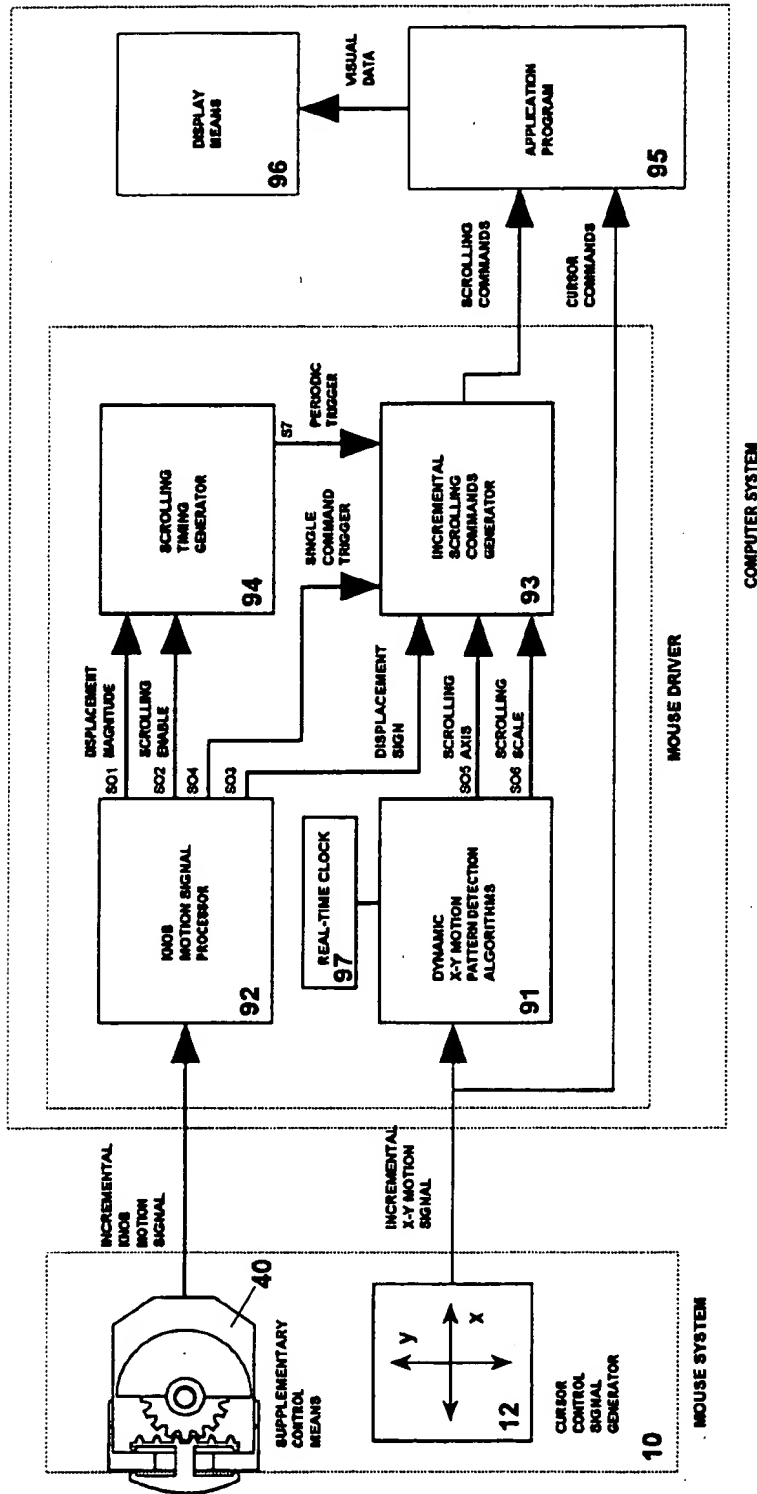 INCREMENTAL
KNOB
MOTION
SIGNAL
40
SUPPLEMENTARY
CONTROL
MEANS
INCREMENTAL
X-Y MOTION
SIGNAL
y
x
12
CURSOR
CONTROL
SIGNAL
GENERATOR
10
MOUSE SYSTEM
KNOB
MOTION SIGNAL
PROCESSOR
92
REAL-TIME CLOCK
97
DYNAMIC
X-Y MOTION
PATTERN DETECTION
ALGORITHMS
91
DISPLACEMENT
MAGNITUDE
SO1
SCROLLING
ENABLE
SO2
SO4
SO3
DISPLACEMENT
SIGN
SCROLLING
AXIS
SO5
SCROLLING
SCALE
SO6
SCROLLING
TIMING
GENERATOR
94
S7
PERIODIC
TRIGGER
SINGLE
COMMAND
TRIGGER
INCREMENTAL
SCROLLING
COMMANDS
GENERATOR
93
MOUSE DRIVER
SCROLLING
COMMANDS
CURSOR
COMMANDS
DISPLAY
MEANS
96
VISUAL
DATA
APPLICATION
PROGRAM
95
COMPUTER SYSTEM